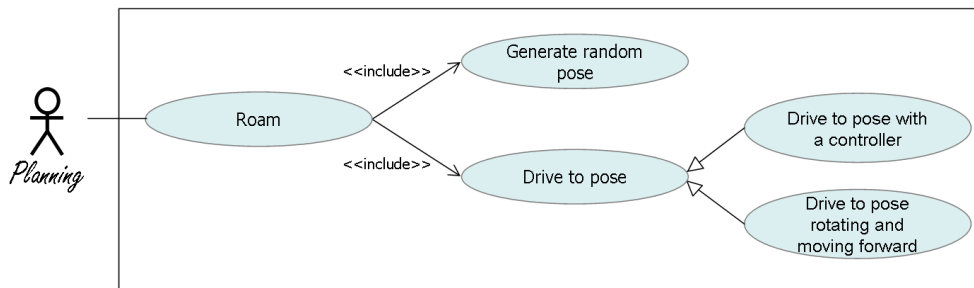 Planning
Roam
<<include>>
<<include>>
Generate random
pose
Drive to pose
Drive to pose with
a controller
Drive to pose
rotating and
moving forward